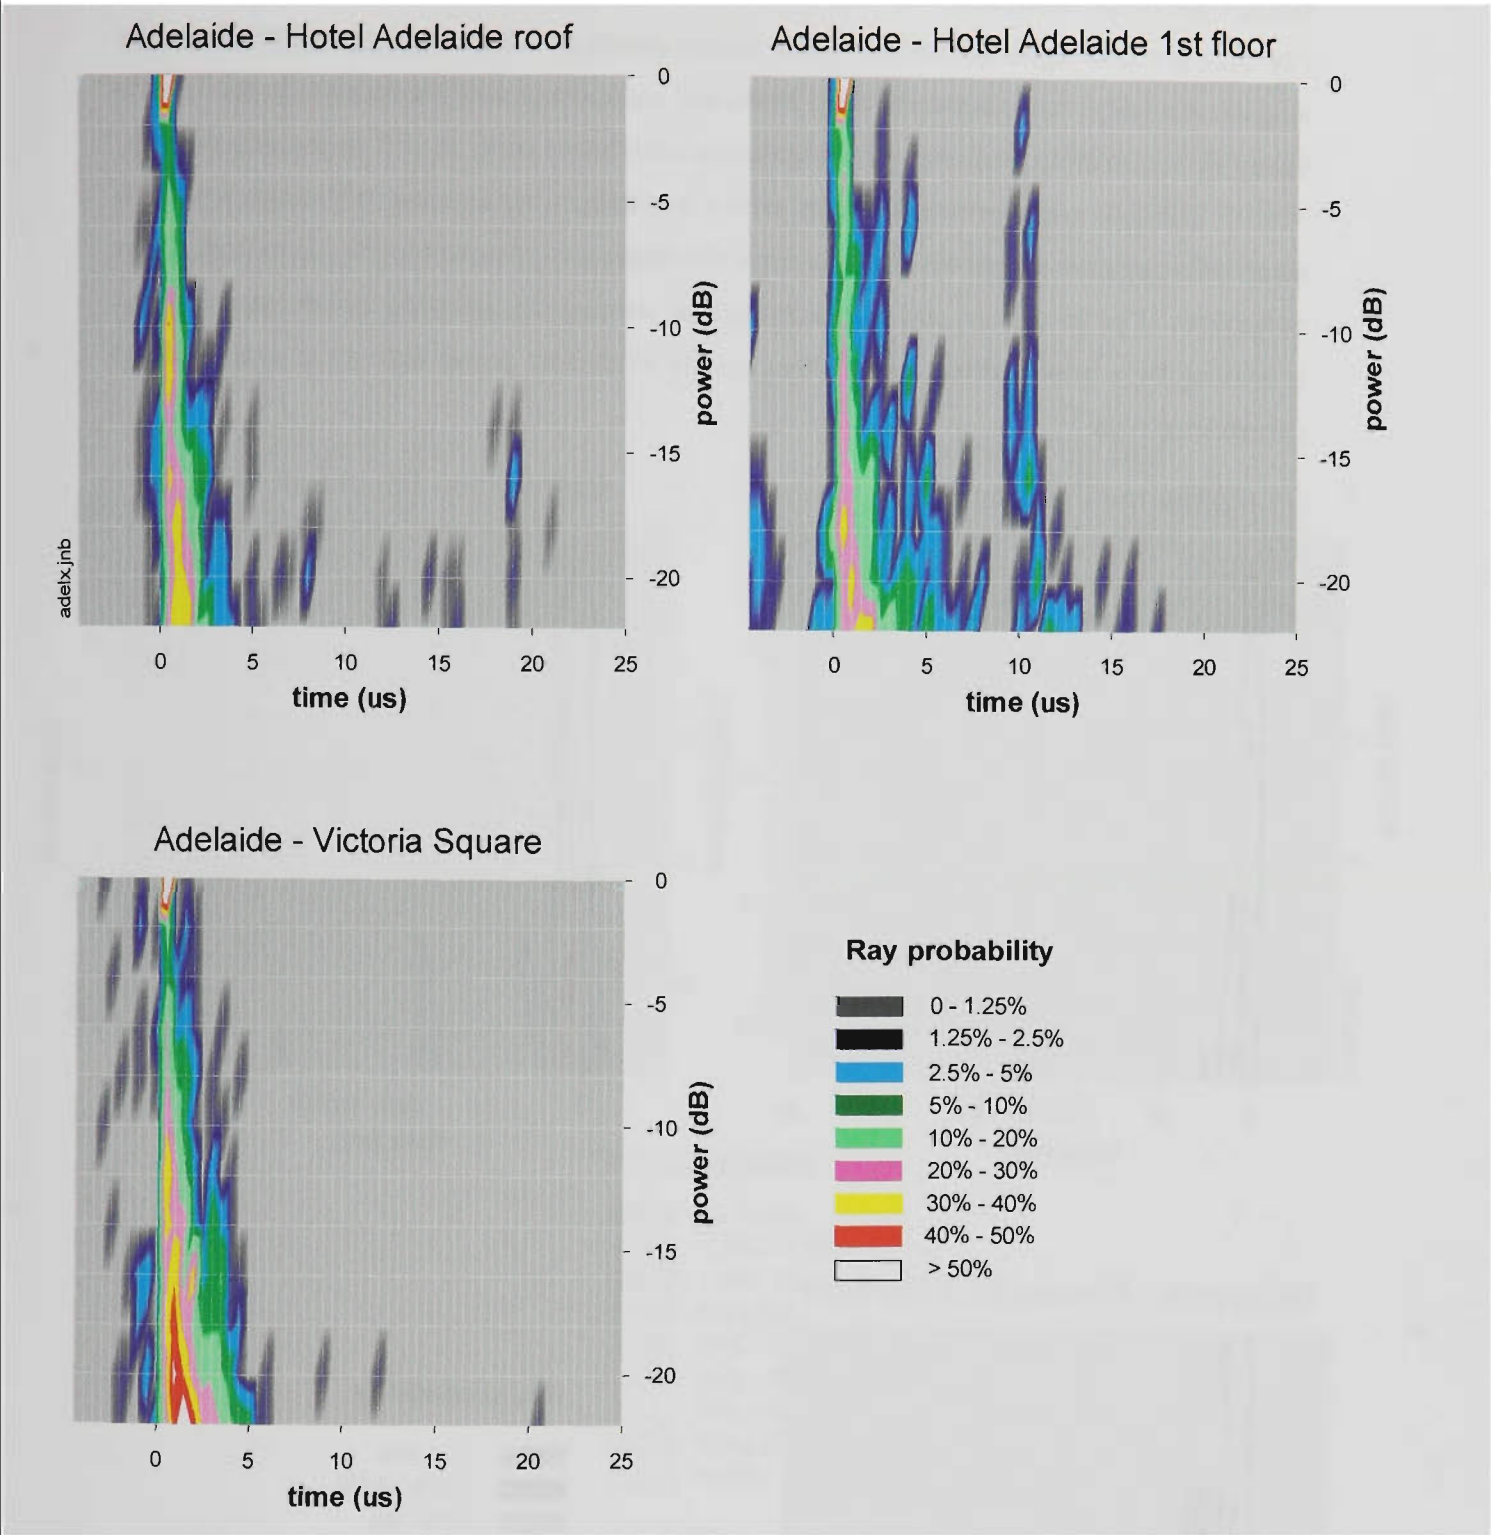 Adelaide - Hotel Adelaide roof
0
-5
-10
-15
-20
power (dB)
adelx.jnb
0 5 10 15 20 25
time (us)
Adelaide - Hotel Adelaide 1st floor
0
-5
-10
-15
-20
power (dB)
0 5 10 15 20 25
time (us)
Adelaide - Victoria Square
0
-5
-10
-15
-20
power (dB)
0 5 10 15 20 25
time (us)
Ray probability
0 - 1.25%
1.25% - 2.5%
2.5% - 5%
5% - 10%
10% - 20%
20% - 30%
30% - 40%
40% - 50%
> 50%